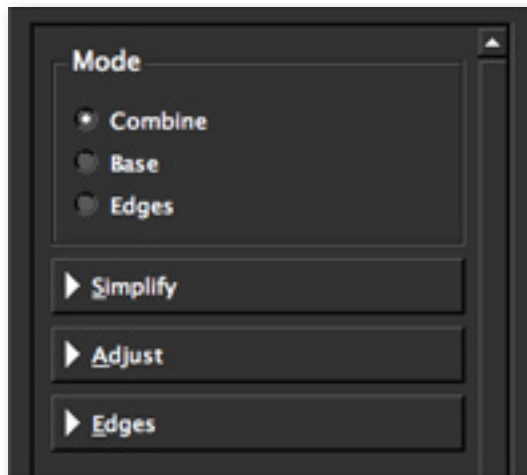 Mode
Combine
Base
Edges
Simplify
Adjust
Edges